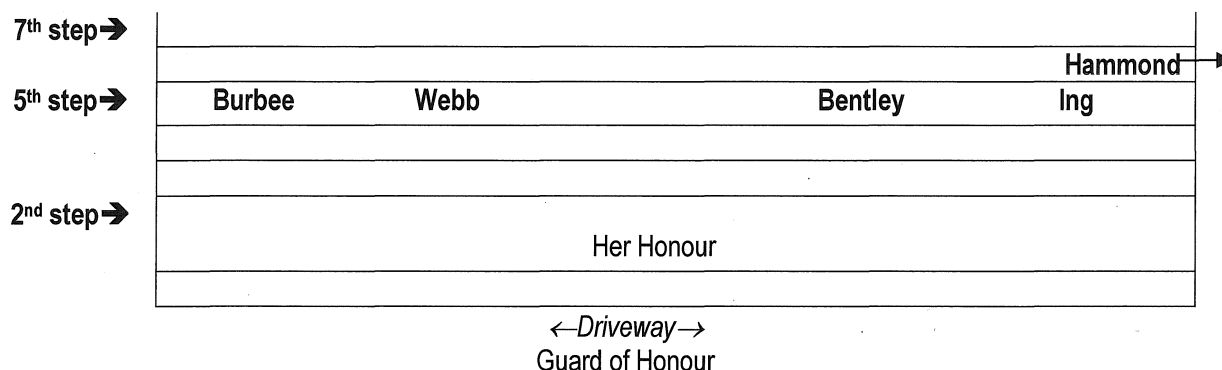 7th step→
Hammond→
5th step→ Burbee Webb Bentley Ing
2nd step→
Her Honour
←Driveway→
Guard of Honour